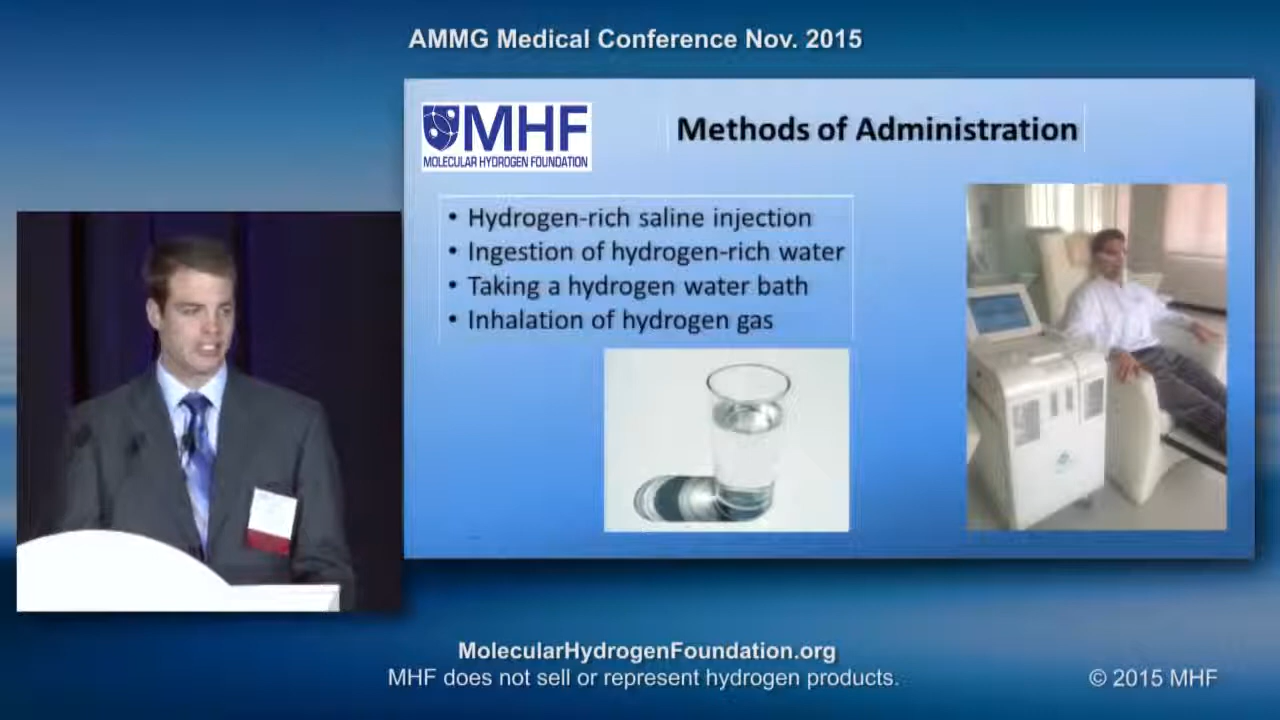 AMMG Medical Conference Nov. 2015
MHF
MOLECULAR HYDROGEN FOUNDATION
Methods of Administration
• Hydrogen-rich saline injection
• Ingestion of hydrogen-rich water
• Taking a hydrogen water bath
• Inhalation of hydrogen gas
MolecularHydrogenFoundation.org
MHF does not sell or represent hydrogen products.
© 2015 MHF